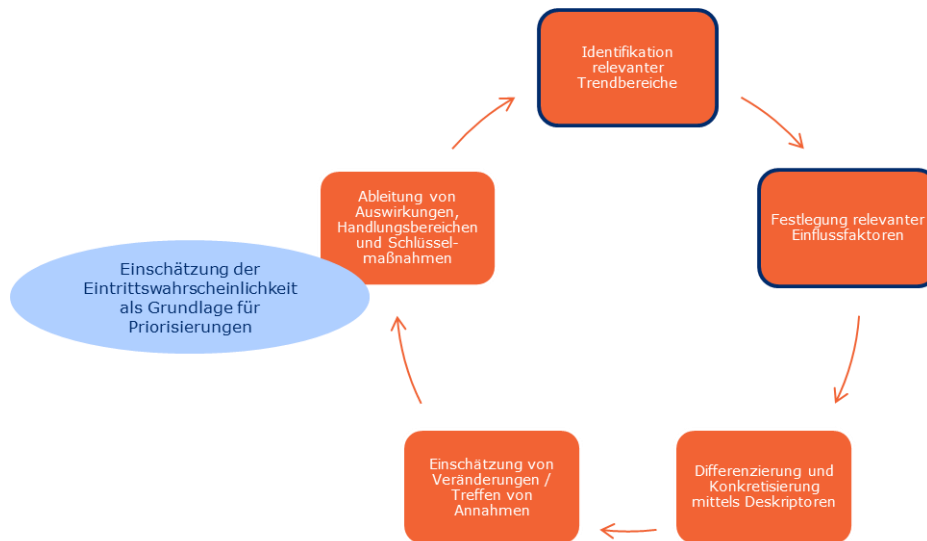 Identifikation
relevanter
Trendbereiche
Festlegung relevanter
Einflussfaktoren
Differenzierung und
Konkretisierung
mittels Deskriptoren
Einschätzung von
Veränderungen /
Treffen von
Annahmen
Ableitung von
Auswirkungen,
Handlungsbereichen
und Schlüssel-
maßnahmen
Einschätzung der
Eintrittswahrscheinlichkeit
als Grundlage für
Priorisierungen